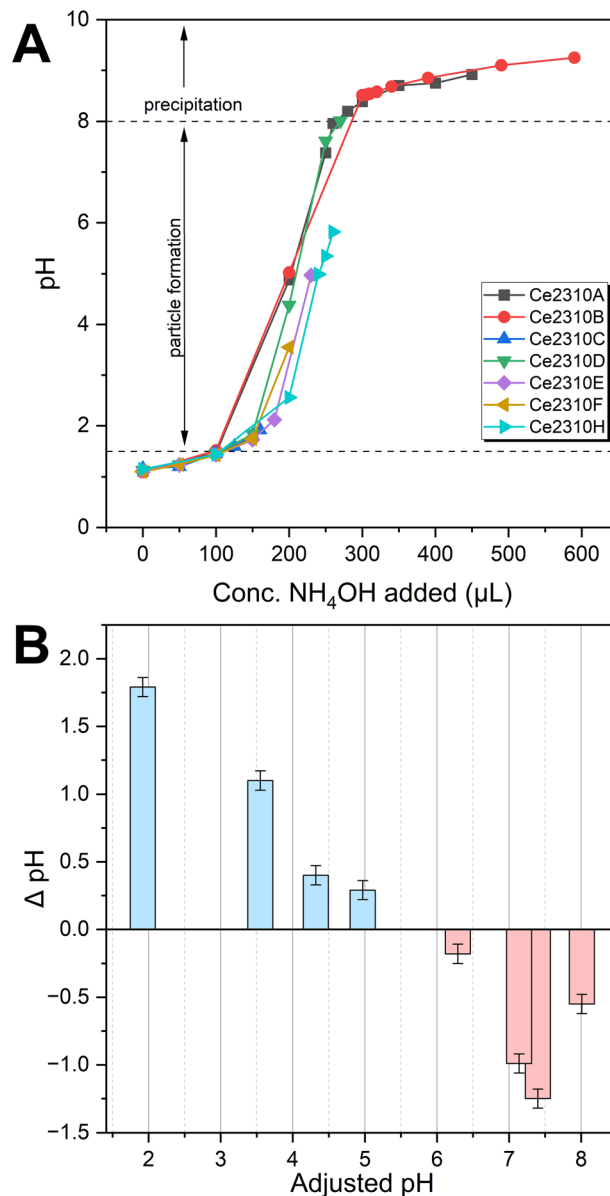 A
10
8
6
4
2
0
pH
precipitation
particle formation
Ce2310A
Ce2310B
Ce2310C
Ce2310D
Ce2310E
Ce2310F
Ce2310H
0 100 200 300 400 500 600
Conc. NH₄OH added (µL)
B
2.0
1.5
1.0
0.5
0.0
−0.5
−1.0
−1.5
Δ pH
2 3 4 5 6 7 8
Adjusted pH